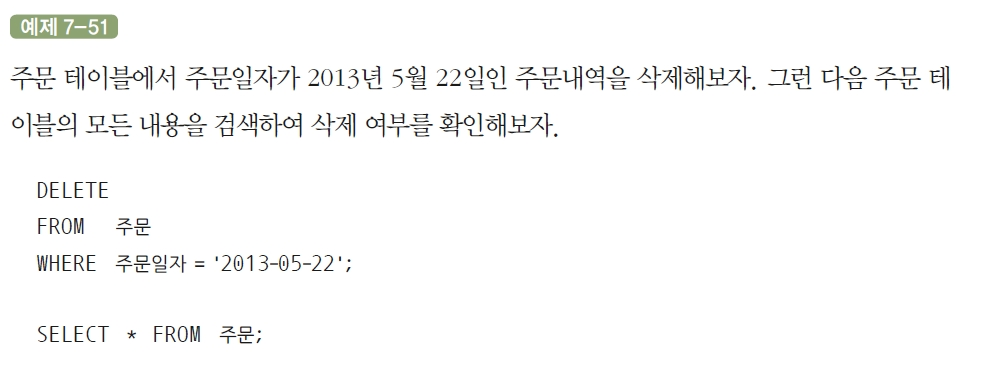 예제 7-51
주문 테이블에서 주문일자가 2013년 5월 22일인 주문내역을 삭제해보자. 그런 다음 주문 테
이블의 모든 내용을 검색하여 삭제 여부를 확인해보자.
DELETE
FROM 주문
WHERE 주문일자 = '2013-05-22';
SELECT * FROM 주문;